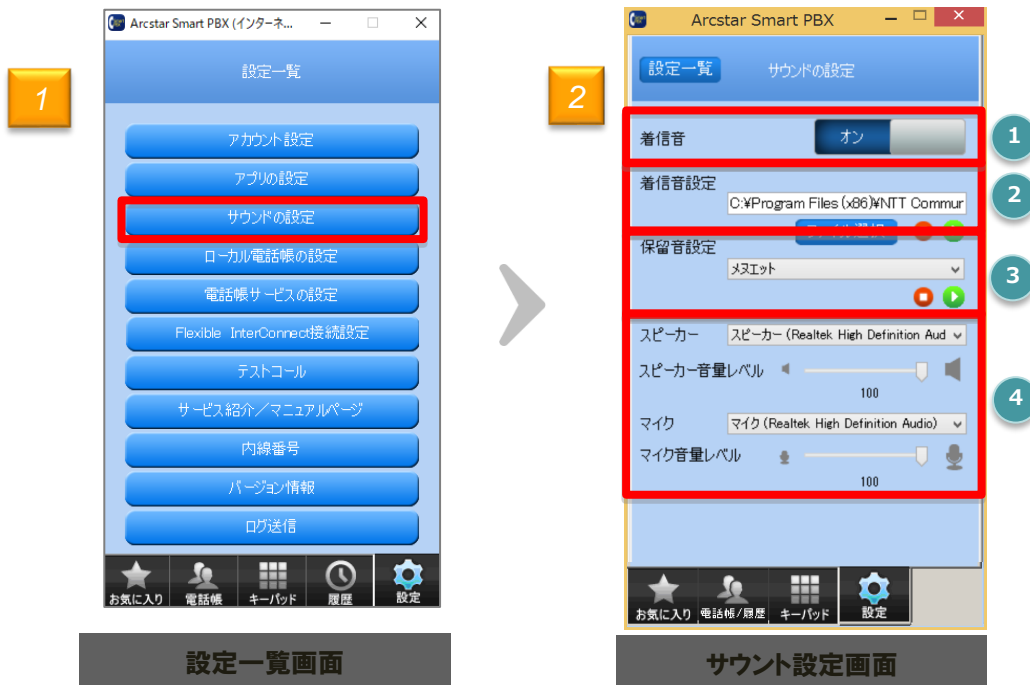 1
Arcstar Smart PBX (インターネ...
設定一覧
アカウント設定
アプリの設定
サウンドの設定
ローカル電話帳の設定
電話帳サービスの設定
Flexible InterConnect接続設定
テストコール
サービス紹介／マニュアルページ
内線番号
バージョン情報
ログ送信
お気に入り 電話帳 キーパッド 履歴 設定
設定一覧画面
2
Arcstar Smart PBX
設定一覧 サウンドの設定
着信音 オン
1
着信音設定
C:¥Program Files (x86)¥NTT Commur
ファイル選択
2
保留音設定
メヌエット
3
スピーカー スピーカー (Realtek High Definition Aud
スピーカー音量レベル
100
マイク マイク (Realtek High Definition Audio)
マイク音量レベル
100
4
お気に入り 電話帳/履歴 キーパッド 設定
サウント設定画面